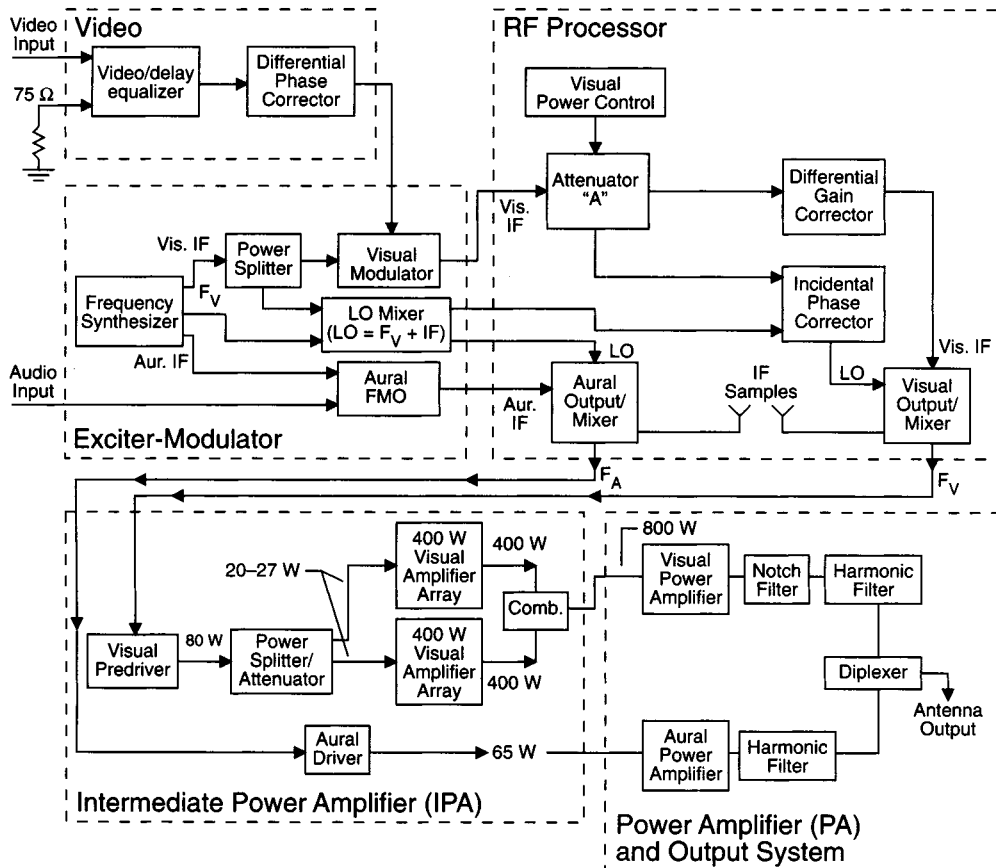 Video
Input
Video
75 Ω
Video/delay
equalizer
Differential
Phase
Corrector
RF Processor
Visual
Power Control
Attenuator
"A"
Differential
Gain
Corrector
Vis.
IF
Vis. IF
Power
Splitter
Visual
Modulator
Frequency
Synthesizer
F_V
LO Mixer
(LO = F_V + IF)
Incidental
Phase
Corrector
Aur. IF
LO
Vis. IF
LO
Audio
Input
Aural
FMO
Aur.
IF
Aural
Output/
Mixer
IF
Samples
Visual
Output/
Mixer
Exciter-Modulator
F_A
F_V
400 W
Visual
Amplifier
Array
400 W
20–27 W
Comb.
800 W
Visual
Power
Amplifier
Notch
Filter
Harmonic
Filter
Visual
Predriver
80 W
Power
Splitter/
Attenuator
400 W
Visual
Amplifier
Array
400 W
Diplexer
Antenna
Output
Aural
Driver
65 W
Aural
Power
Amplifier
Harmonic
Filter
Intermediate Power Amplifier (IPA)
Power Amplifier (PA)
and Output System